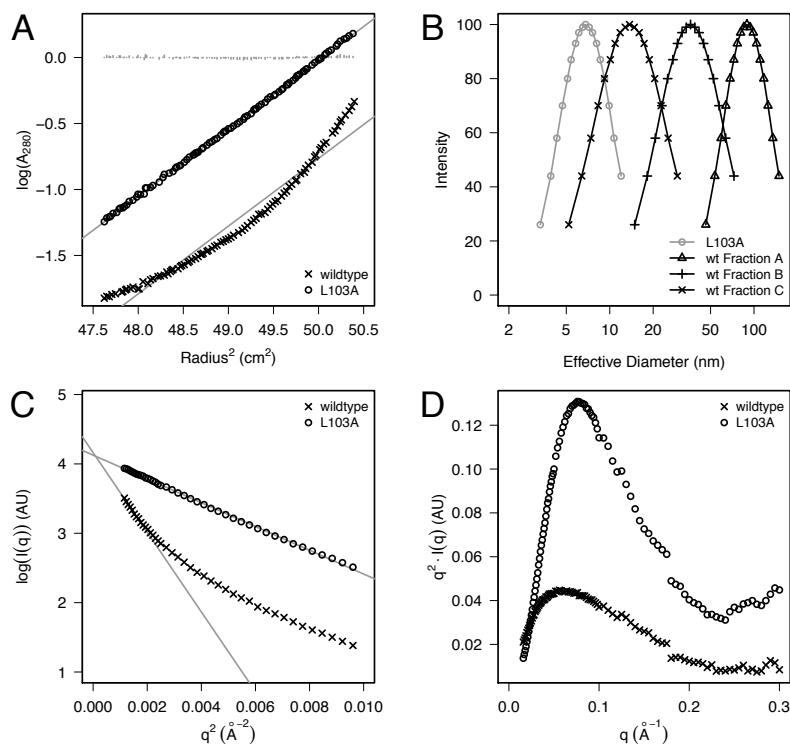 A
0.0
−0.5
−1.0
−1.5
log(A280)
× wildtype
○ L103A
47.5 48.0 48.5 49.0 49.5 50.0 50.5
Radius² (cm²)
B
100
80
60
40
20
0
Intensity
L103A
wt Fraction A
wt Fraction B
wt Fraction C
2 5 10 20 50 100
Effective Diameter (nm)
C
5
4
3
2
1
log(I(q)) (AU)
× wildtype
○ L103A
0.000 0.002 0.004 0.006 0.008 0.010
q² (Å⁻²)
D
0.12
0.10
0.08
0.06
0.04
0.02
q² · I(q) (AU)
× wildtype
○ L103A
0.0 0.1 0.2 0.3
q (Å⁻¹)